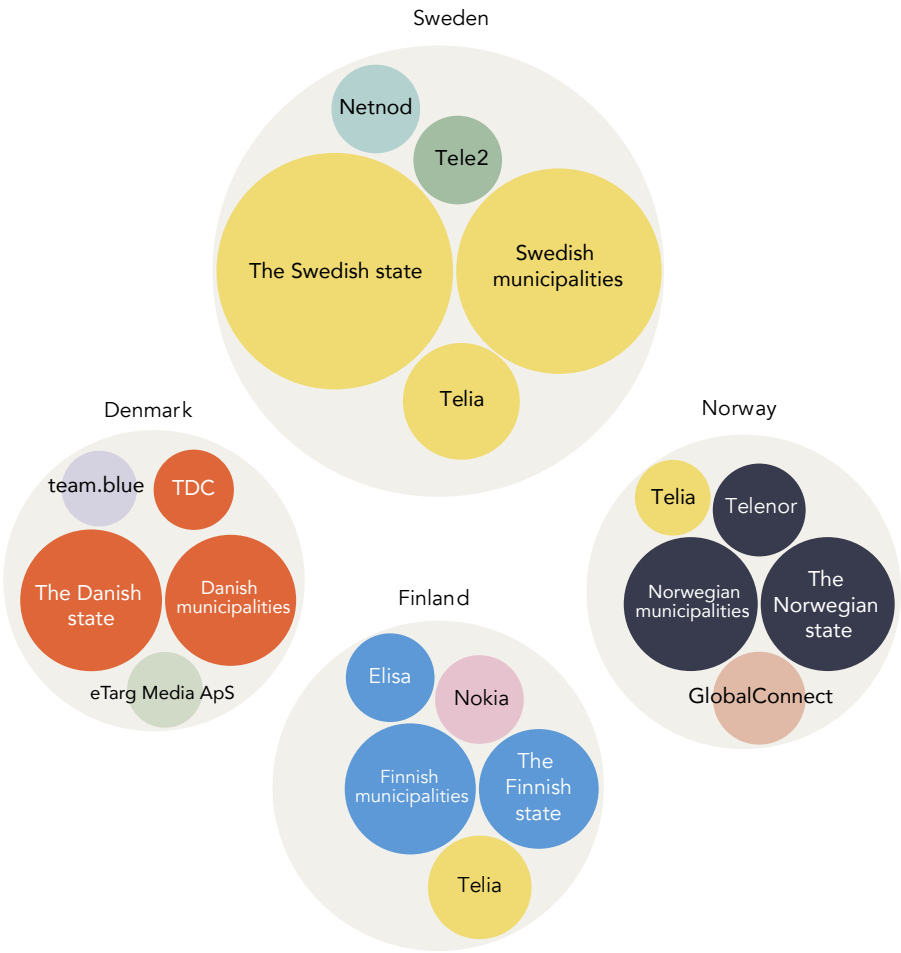 Sweden
Netnod
Tele2
The Swedish state
Swedish
municipalities
Telia
Denmark
team.blue
TDC
The Danish
state
Danish
municipalities
eTarg Media ApS
Norway
Telia
Telenor
Norwegian
municipalities
The
Norwegian
state
GlobalConnect
Finland
Elisa
Nokia
Finnish
municipalities
The
Finnish
state
Telia